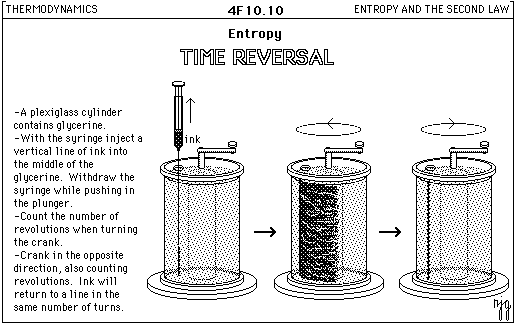 THERMODYNAMICS
4F10.10
ENTROPY AND THE SECOND LAW
Entropy
TIME REVERSAL
-A plexiglass cylinder
contains glycerine.
-With the syringe inject a
vertical line of ink into
the middle of the
glycerine. Withdraw the
syringe while pushing in
the plunger.
-Count the number of
revolutions when turning
the crank.
-Crank in the opposite
direction, also counting
revolutions. Ink will
return to a line in the
same number of turns.
ink